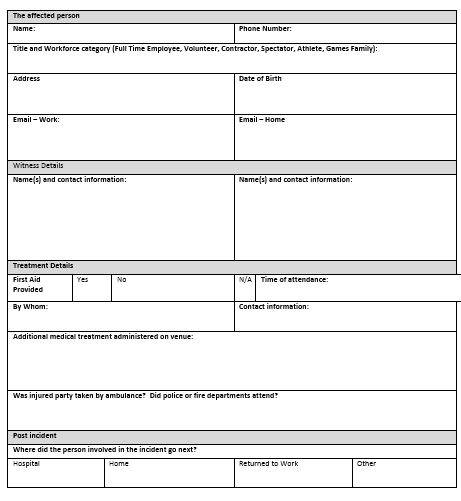 The affected person
Name: Phone Number:
Title and Workforce category (Full Time Employee, Volunteer, Contractor, Spectator, Athlete, Games Family):
Address Date of Birth
Email – Work: Email – Home
Witness Details
Name(s) and contact information: Name(s) and contact information:
Treatment Details
First Aid Yes No N/A Time of attendance:
Provided
By Whom: Contact information:
Additional medical treatment administered on venue:
Was injured party taken by ambulance? Did police or fire departments attend?
Post incident
Where did the person involved in the incident go next?
Hospital Home Returned to Work Other